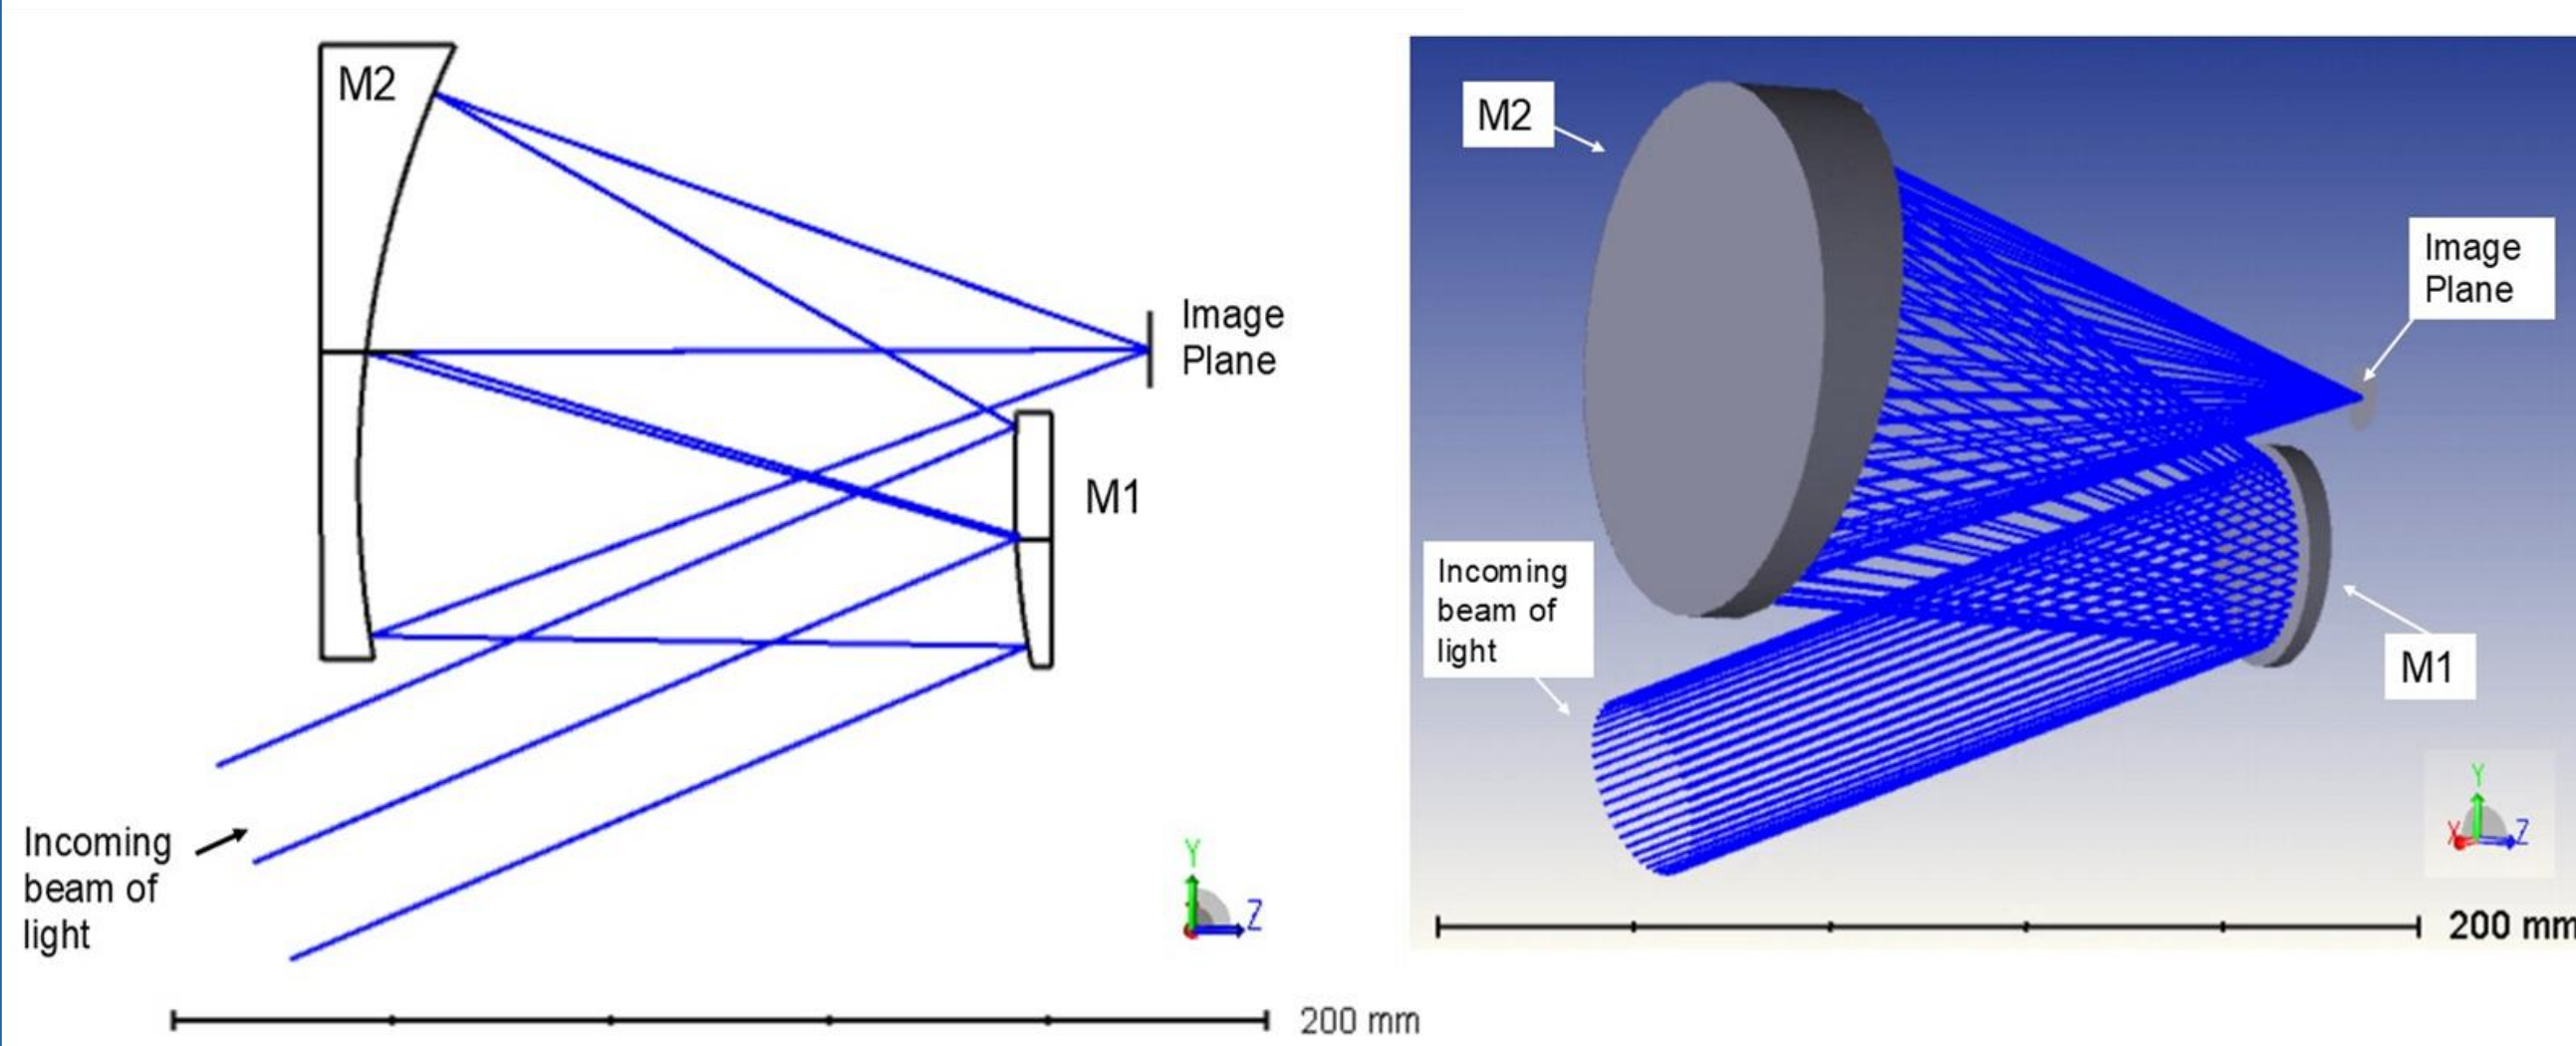 M2
Image
Plane
M1
Incoming
beam of
light
Y
Z
200 mm
M2
Image
Plane
Incoming
beam of
light
M1
Y
X
Z
200 mm